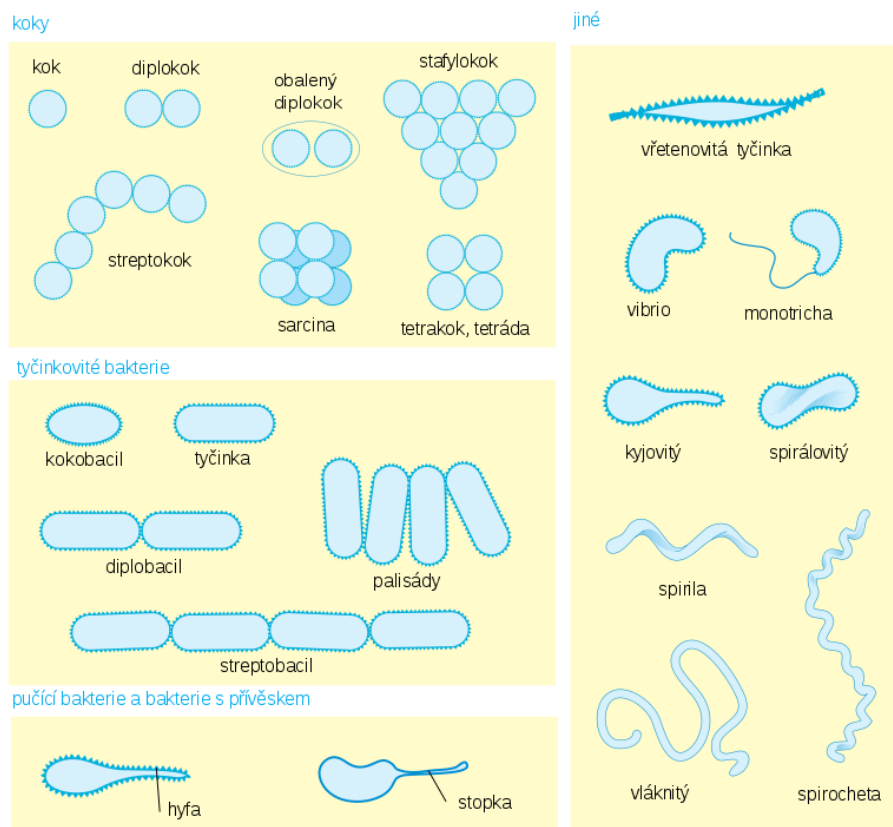 koky
kok
diplokok
obalený
diplokok
stafylokok
streptokok
sarcina
tetrakok, tetráda
tyčinkovité bakterie
kokobacil
tyčinka
diplobacil
palisády
streptobacil
pučící bakterie a bakterie s přívěskem
hyfa
stopka
jiné
vřetenovitá tyčinka
vibrio
monotricha
kyjovitý
spirálovitý
spirila
vláknitý
spirocheta